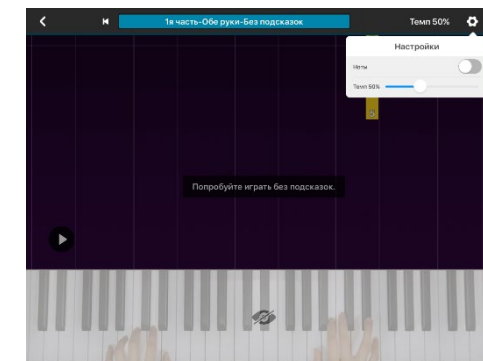 1я часть-Обе руки-Без подсказок
Темп 50%
Настройки
Ноты
Темп 50%
Попробуйте играть без подсказок.